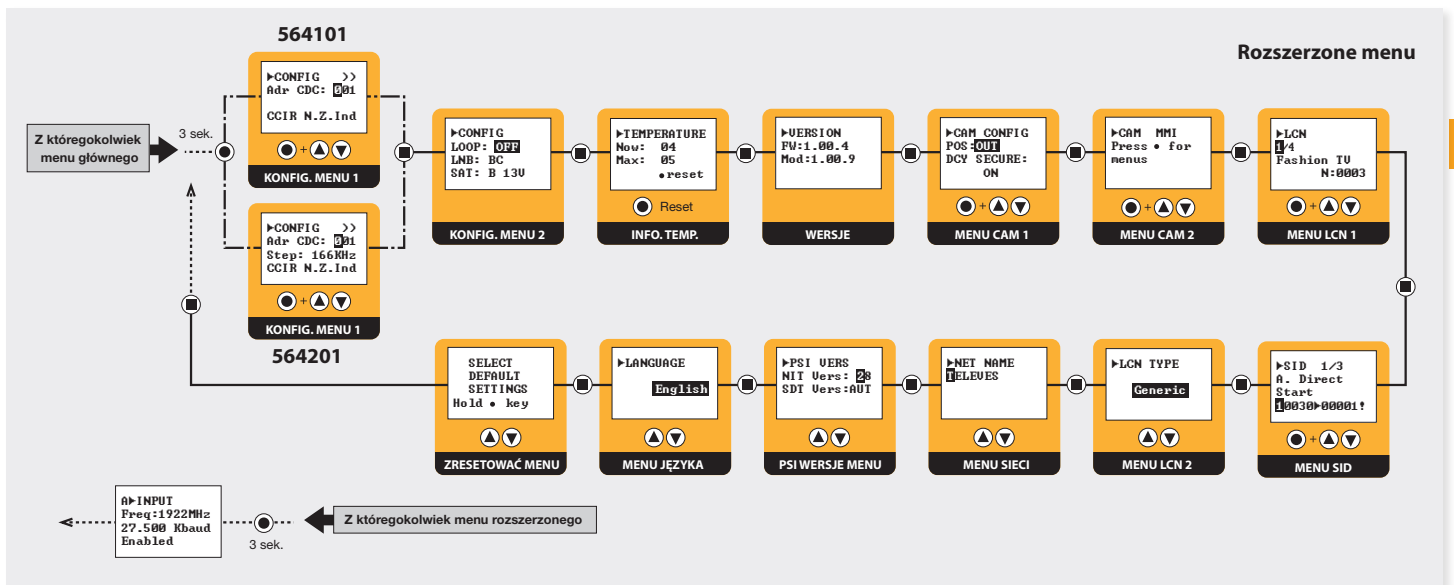 564101
Rozszerzone menu
Z któregokolwiek
menu głównego
3 sek.
►CONFIG >>
Adr CDC: 001
CCIR N.Z.Ind
+
KONFIG. MENU 1
►CONFIG >>
Adr CDC: 001
Step: 166KHz
CCIR N.Z.Ind
+
KONFIG. MENU 1
564201
►CONFIG
LOOP: OFF
LNB: BC
SAT: B 13V
KONFIG. MENU 2
►TEMPERATURE
Now: 04
Max: 05
● reset
Reset
INFO. TEMP.
►VERSION
FW:1.00.4
Mod:1.00.9
WERSJE
►CAM CONFIG
POS:OUT
DCY SECURE:
ON
+
MENU CAM 1
►CAM MMI
Press ● for
menus
+
MENU CAM 2
►LCN
1/4
Fashion TV
N:0003
+
MENU LCN 1
SELECT
DEFAULT
SETTINGS
Hold ● key
ZRESETOWAĆ MENU
►LANGUAGE
English
MENU JĘZYKA
►PSI VERS
NIT Vers: 28
SDT Vers:AUT
PSI WERSJE MENU
►NET NAME
TELEVES
MENU SIECI
►LCN TYPE
Generic
MENU LCN 2
►SID 1/3
A. Direct
Start
10030►00001!
+
MENU SID
A►INPUT
Freq:1922MHz
27.500 Kbaud
Enabled
3 sek.
Z któregokolwiek menu rozszerzonego